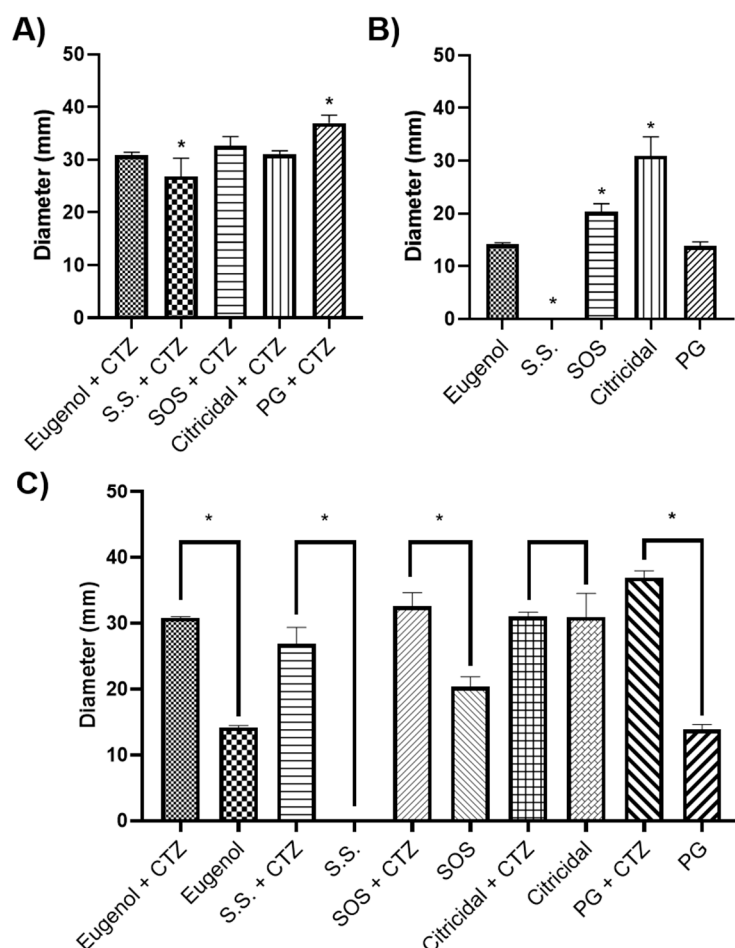 A)
50
40
30
20
10
0
Diameter (mm)
*
*
Eugenol + CTZ
S.S. + CTZ
SOS + CTZ
Citricidal + CTZ
PG + CTZ
B)
50
40
30
20
10
0
Diameter (mm)
*
*
*
Eugenol
S.S.
SOS
Citricidal
PG
C)
50
40
30
20
10
0
Diameter (mm)
*
*
*
*
Eugenol + CTZ
Eugenol
S.S. + CTZ
S.S.
SOS + CTZ
SOS
Citricidal + CTZ
Citricidal
PG + CTZ
PG